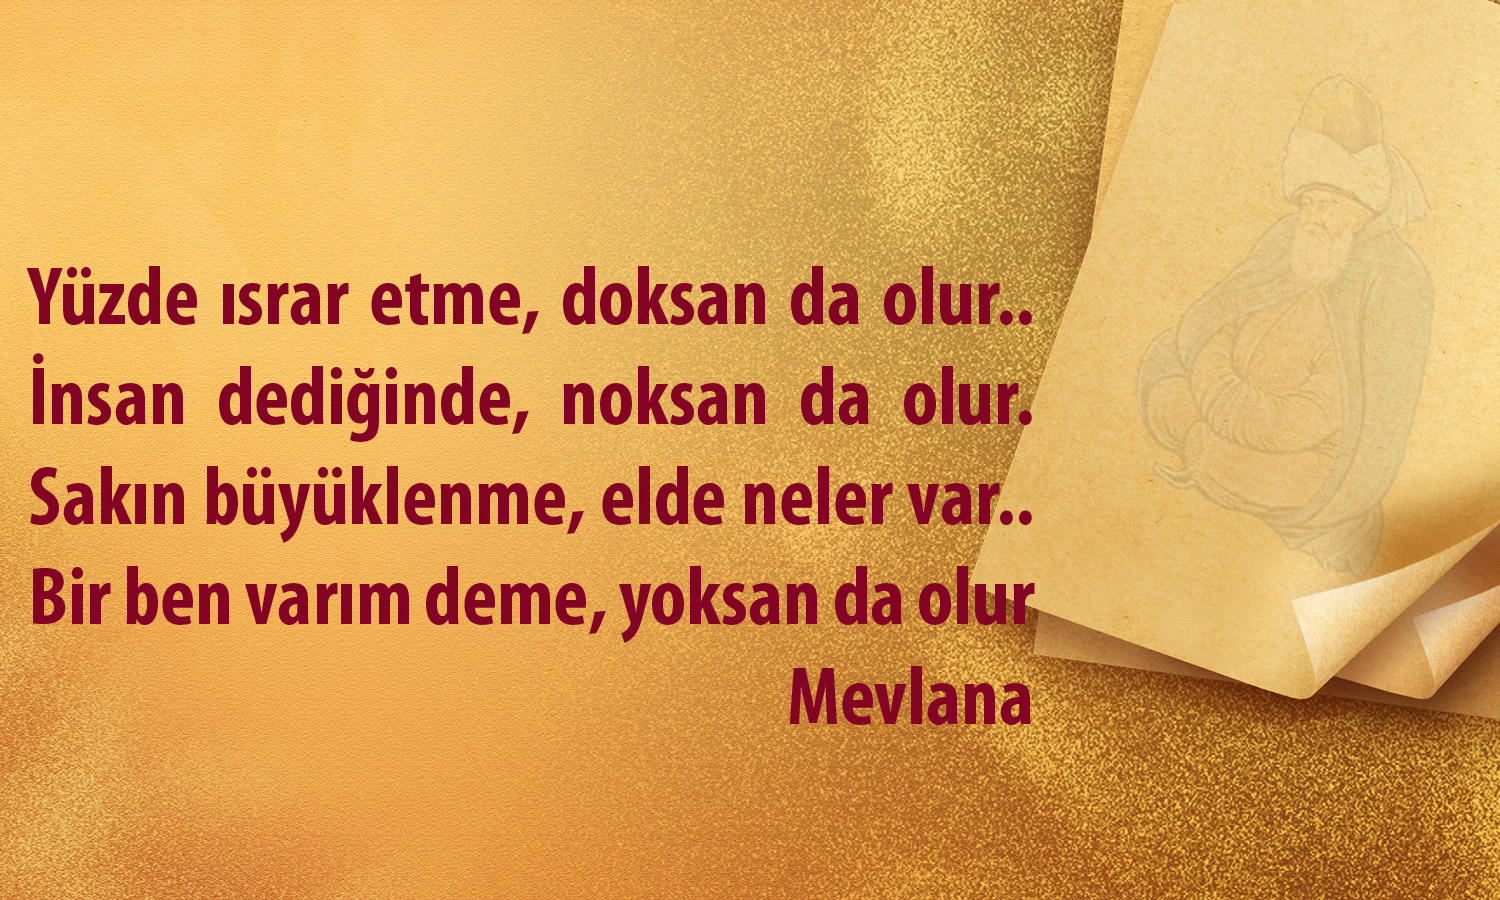 Yüzde ısrar etme, doksan da olur..
İnsan dediğinde, noksan da olur.
Sakın büyüklenme, elde neler var..
Bir ben varım deme, yoksan da olur
Mevlana